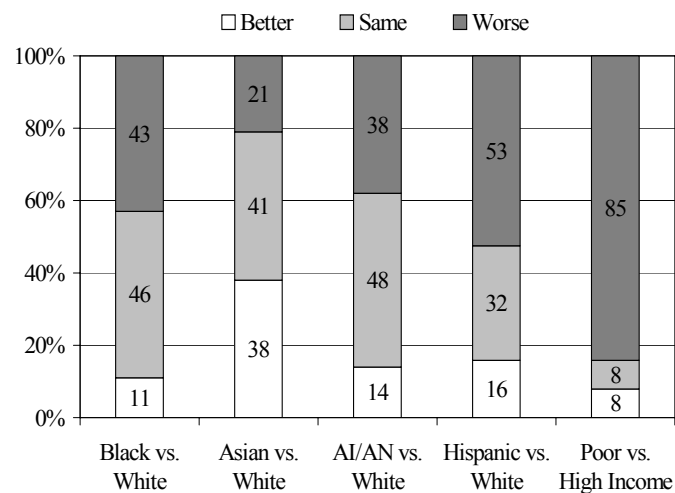 Better Same Worse
100%
80%
60%
40%
20%
0%
43
46
11
21
41
38
38
48
14
53
32
16
85
8
8
Black vs.
White
Asian vs.
White
AI/AN vs.
White
Hispanic vs.
White
Poor vs.
High Income